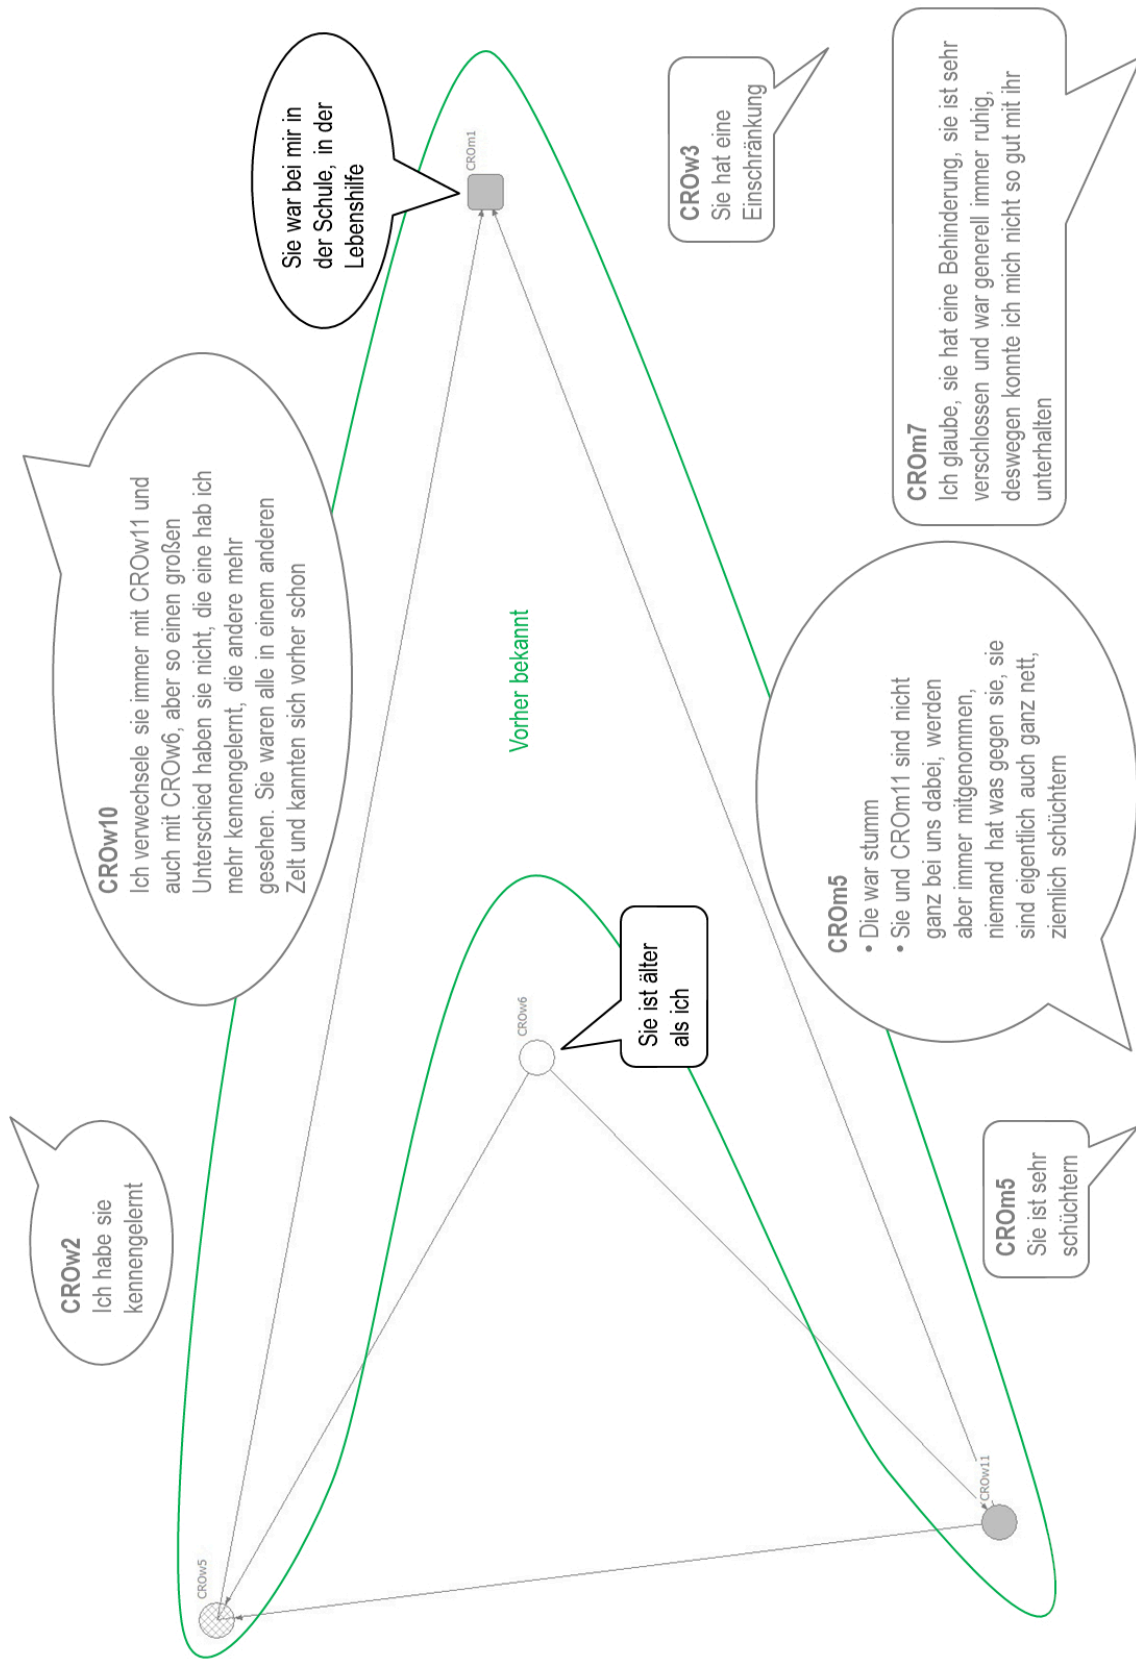 CROw2
Ich habe sie
kennengelernt
CROw10
Ich verwechsele sie immer mit CROw11 und
auch mit CROw6, aber so einen großen
Unterschied haben sie nicht, die eine hab ich
mehr kennengelernt, die andere mehr
gesehen. Sie waren alle in einem anderen
Zelt und kannten sich vorher schon
Sie war bei mir in
der Schule, in der
Lebenshilfe
CROw5
CROm1
CROw6
Vorher bekannt
Sie ist älter
als ich
CROw3
Sie hat eine
Einschränkung
CROw11
CROm5
Sie ist sehr
schüchtern
CROm5
• Die war stumm
• Sie und CROm11 sind nicht
ganz bei uns dabei, werden
aber immer mitgenommen,
niemand hat was gegen sie, sie
sind eigentlich auch ganz nett,
ziemlich schüchtern
CROm7
Ich glaube, sie hat eine Behinderung, sie ist sehr
verschlossen und war generell immer ruhig,
deswegen konnte ich mich nicht so gut mit ihr
unterhalten